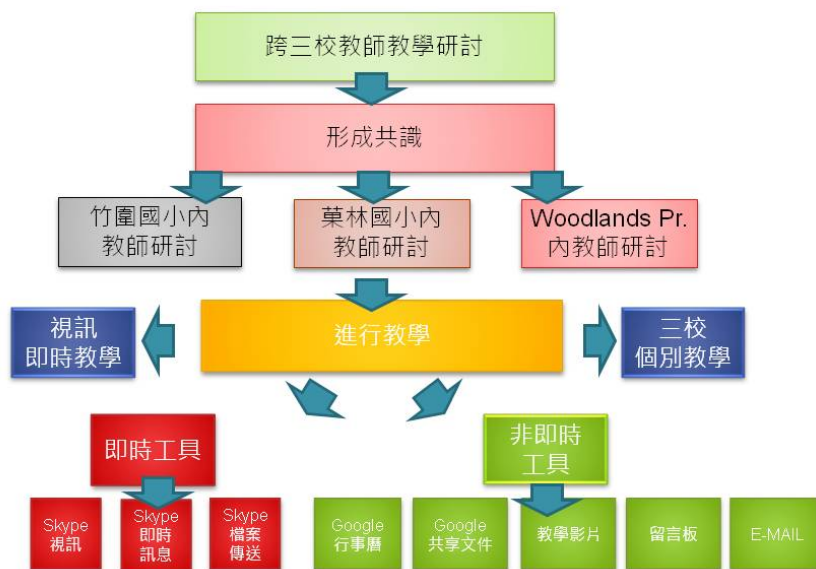 跨三校教師教學研討
形成共識
竹圍國小內
教師研討
菓林國小內
教師研討
Woodlands Pr.
內教師研討
視訊
即時教學
進行教學
三校
個別教學
即時工具
非即時
工具
Skype
視訊
Skype
即時
訊息
Skype
檔案
傳送
Google
行事曆
Google
共享文件
教學影片
留言板
E-MAIL